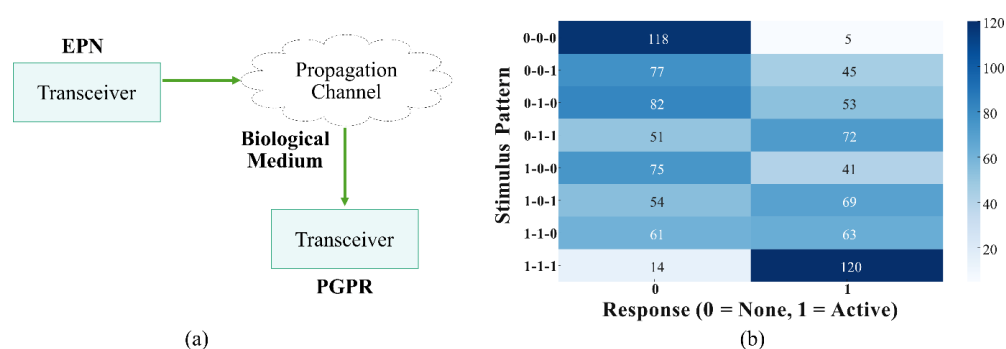 EPN
Transceiver
Propagation
Channel
Biological
Medium
Transceiver
PGPR
(a)
Stimulus Pattern
0-0-0 118 5
0-0-1 77 45
0-1-0 82 53
0-1-1 51 72
1-0-0 75 41
1-0-1 54 69
1-1-0 61 63
1-1-1 14 120
0 1
Response (0 = None, 1 = Active)
120
100
80
60
40
20
(b)